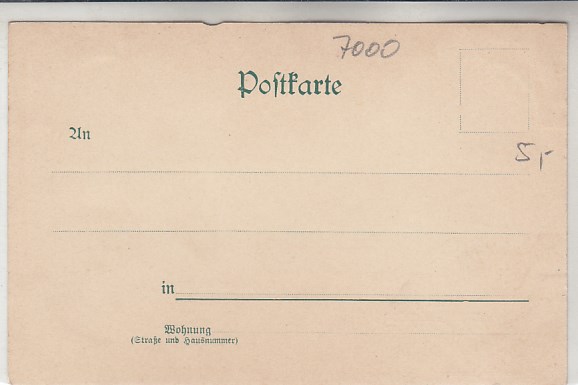 7000
Postkarte
An
5,-
in
Wohnung
(Straße und Hausnummer)